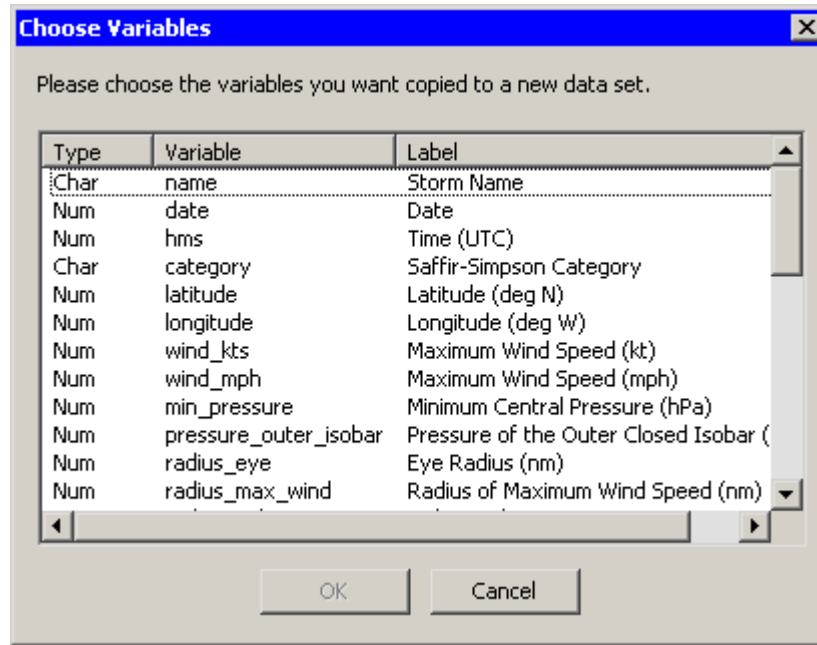 Choose Variables
Please choose the variables you want copied to a new data set.
Type Variable Label
Char name Storm Name
Num date Date
Num hms Time (UTC)
Char category Saffir-Simpson Category
Num latitude Latitude (deg N)
Num longitude Longitude (deg W)
Num wind_kts Maximum Wind Speed (kt)
Num wind_mph Maximum Wind Speed (mph)
Num min_pressure Minimum Central Pressure (hPa)
Num pressure_outer_isobar Pressure of the Outer Closed Isobar (
Num radius_eye Eye Radius (nm)
Num radius_max_wind Radius of Maximum Wind Speed (nm)
OK Cancel